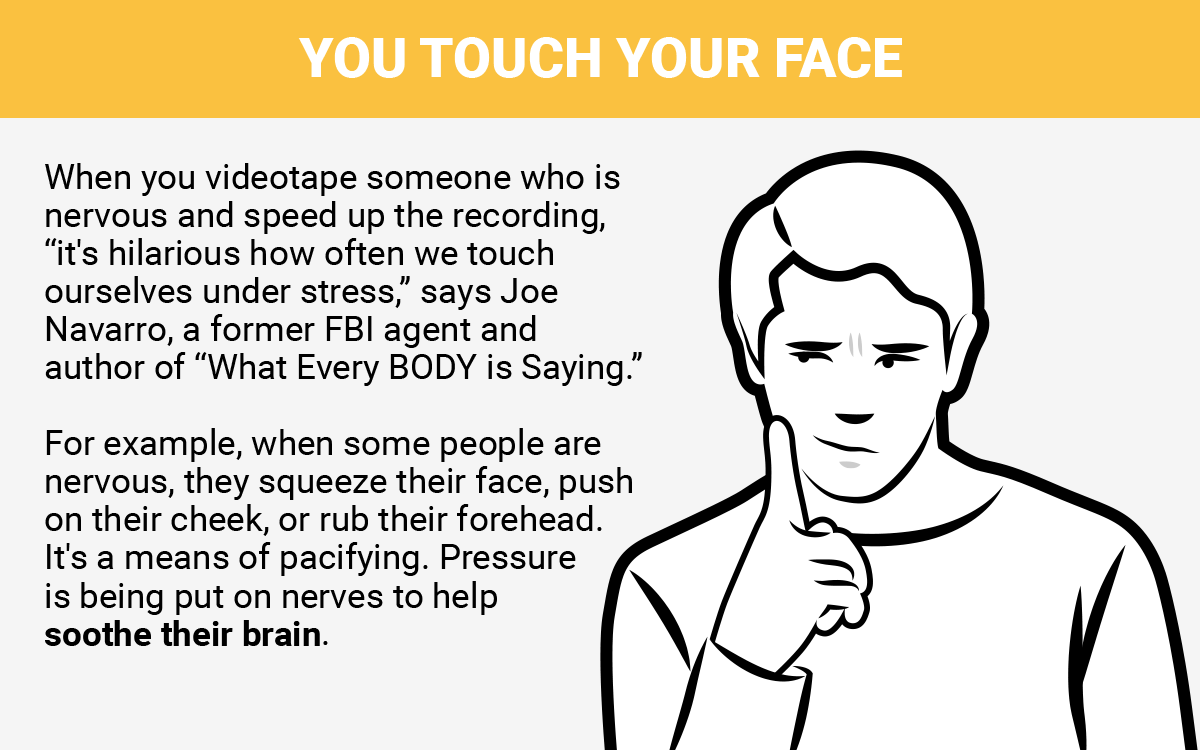 YOU TOUCH YOUR FACE
When you videotape someone who is
nervous and speed up the recording,
“it's hilarious how often we touch
ourselves under stress,” says Joe
Navarro, a former FBI agent and
author of “What Every BODY is Saying.”
For example, when some people are
nervous, they squeeze their face, push
on their cheek, or rub their forehead.
It's a means of pacifying. Pressure
is being put on nerves to help
soothe their brain.